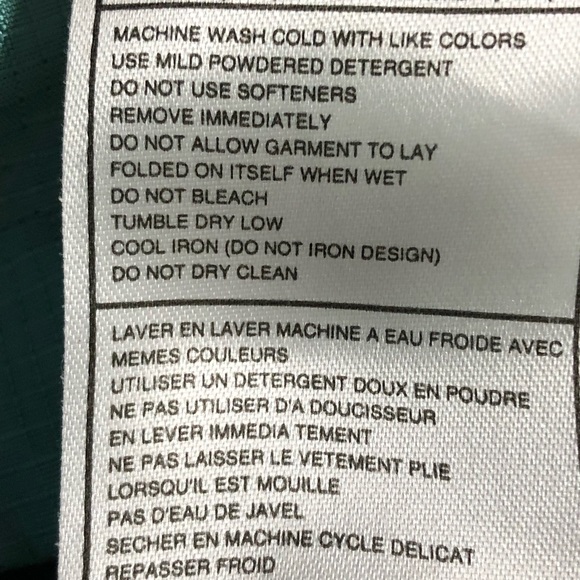 MACHINE WASH COLD WITH LIKE COLORS
USE MILD POWDERED DETERGENT
DO NOT USE SOFTENERS
REMOVE IMMEDIATELY
DO NOT ALLOW GARMENT TO LAY
FOLDED ON ITSELF WHEN WET
DO NOT BLEACH
TUMBLE DRY LOW
COOL IRON (DO NOT IRON DESIGN)
DO NOT DRY CLEAN
LAVER EN LAVER MACHINE A EAU FROIDE AVEC
MEMES COULEURS
UTILISER UN DETERGENT DOUX EN POUDRE
NE PAS UTILISER D'A DOUCISSEUR
EN LEVER IMMEDIA TEMENT
NE PAS LAISSER LE VETEMENT PLIE
LORSQU'IL EST MOUILLE
PAS D'EAU DE JAVEL
SECHER EN MACHINE CYCLE DELICAT
REPASSER FROID